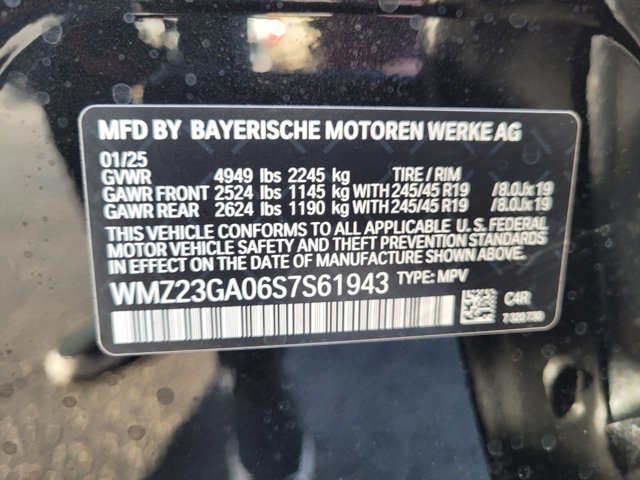 MFD BY BAYERISCHE MOTOREN WERKE AG
01/25
GVWR 4949 lbs 2245 kg TIRE / RIM
GAWR FRONT 2524 lbs 1145 kg WITH 245/45 R19 /8.0Jx19
GAWR REAR 2624 lbs 1190 kg WITH 245/45 R19 /8.0Jx19
THIS VEHICLE CONFORMS TO ALL APPLICABLE U. S. FEDERAL
MOTOR VEHICLE SAFETY AND THEFT PREVENTION STANDARDS
IN EFFECT ON THE DATE OF MANUFACTURE SHOWN ABOVE.
WMZ23GA06S7S61943 TYPE: MPV
C4R
7 320 730